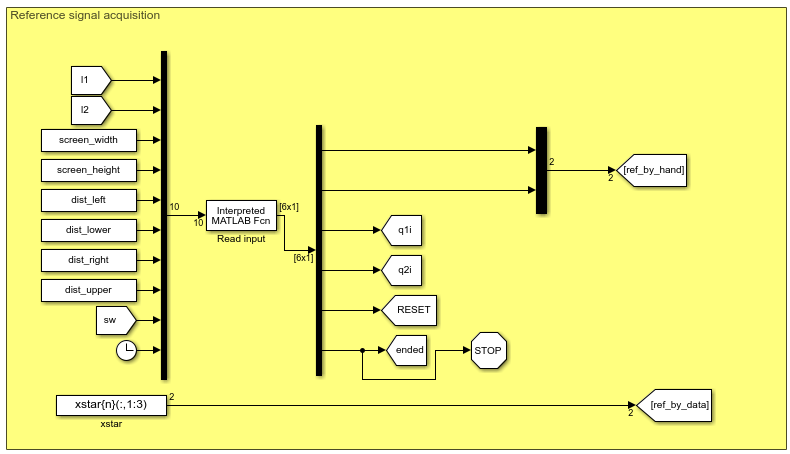 Reference signal acquisition
l1
l2
screen_width
screen_height
dist_left
dist_lower
dist_right
dist_upper
sw
10
10
Interpreted
MATLAB Fcn
Read input
[6x1]
[6x1]
2
2
[ref_by_hand]
q1i
q2i
RESET
ended
STOP
xstar{n}(:,1:3)
xstar
2
2
[ref_by_data]